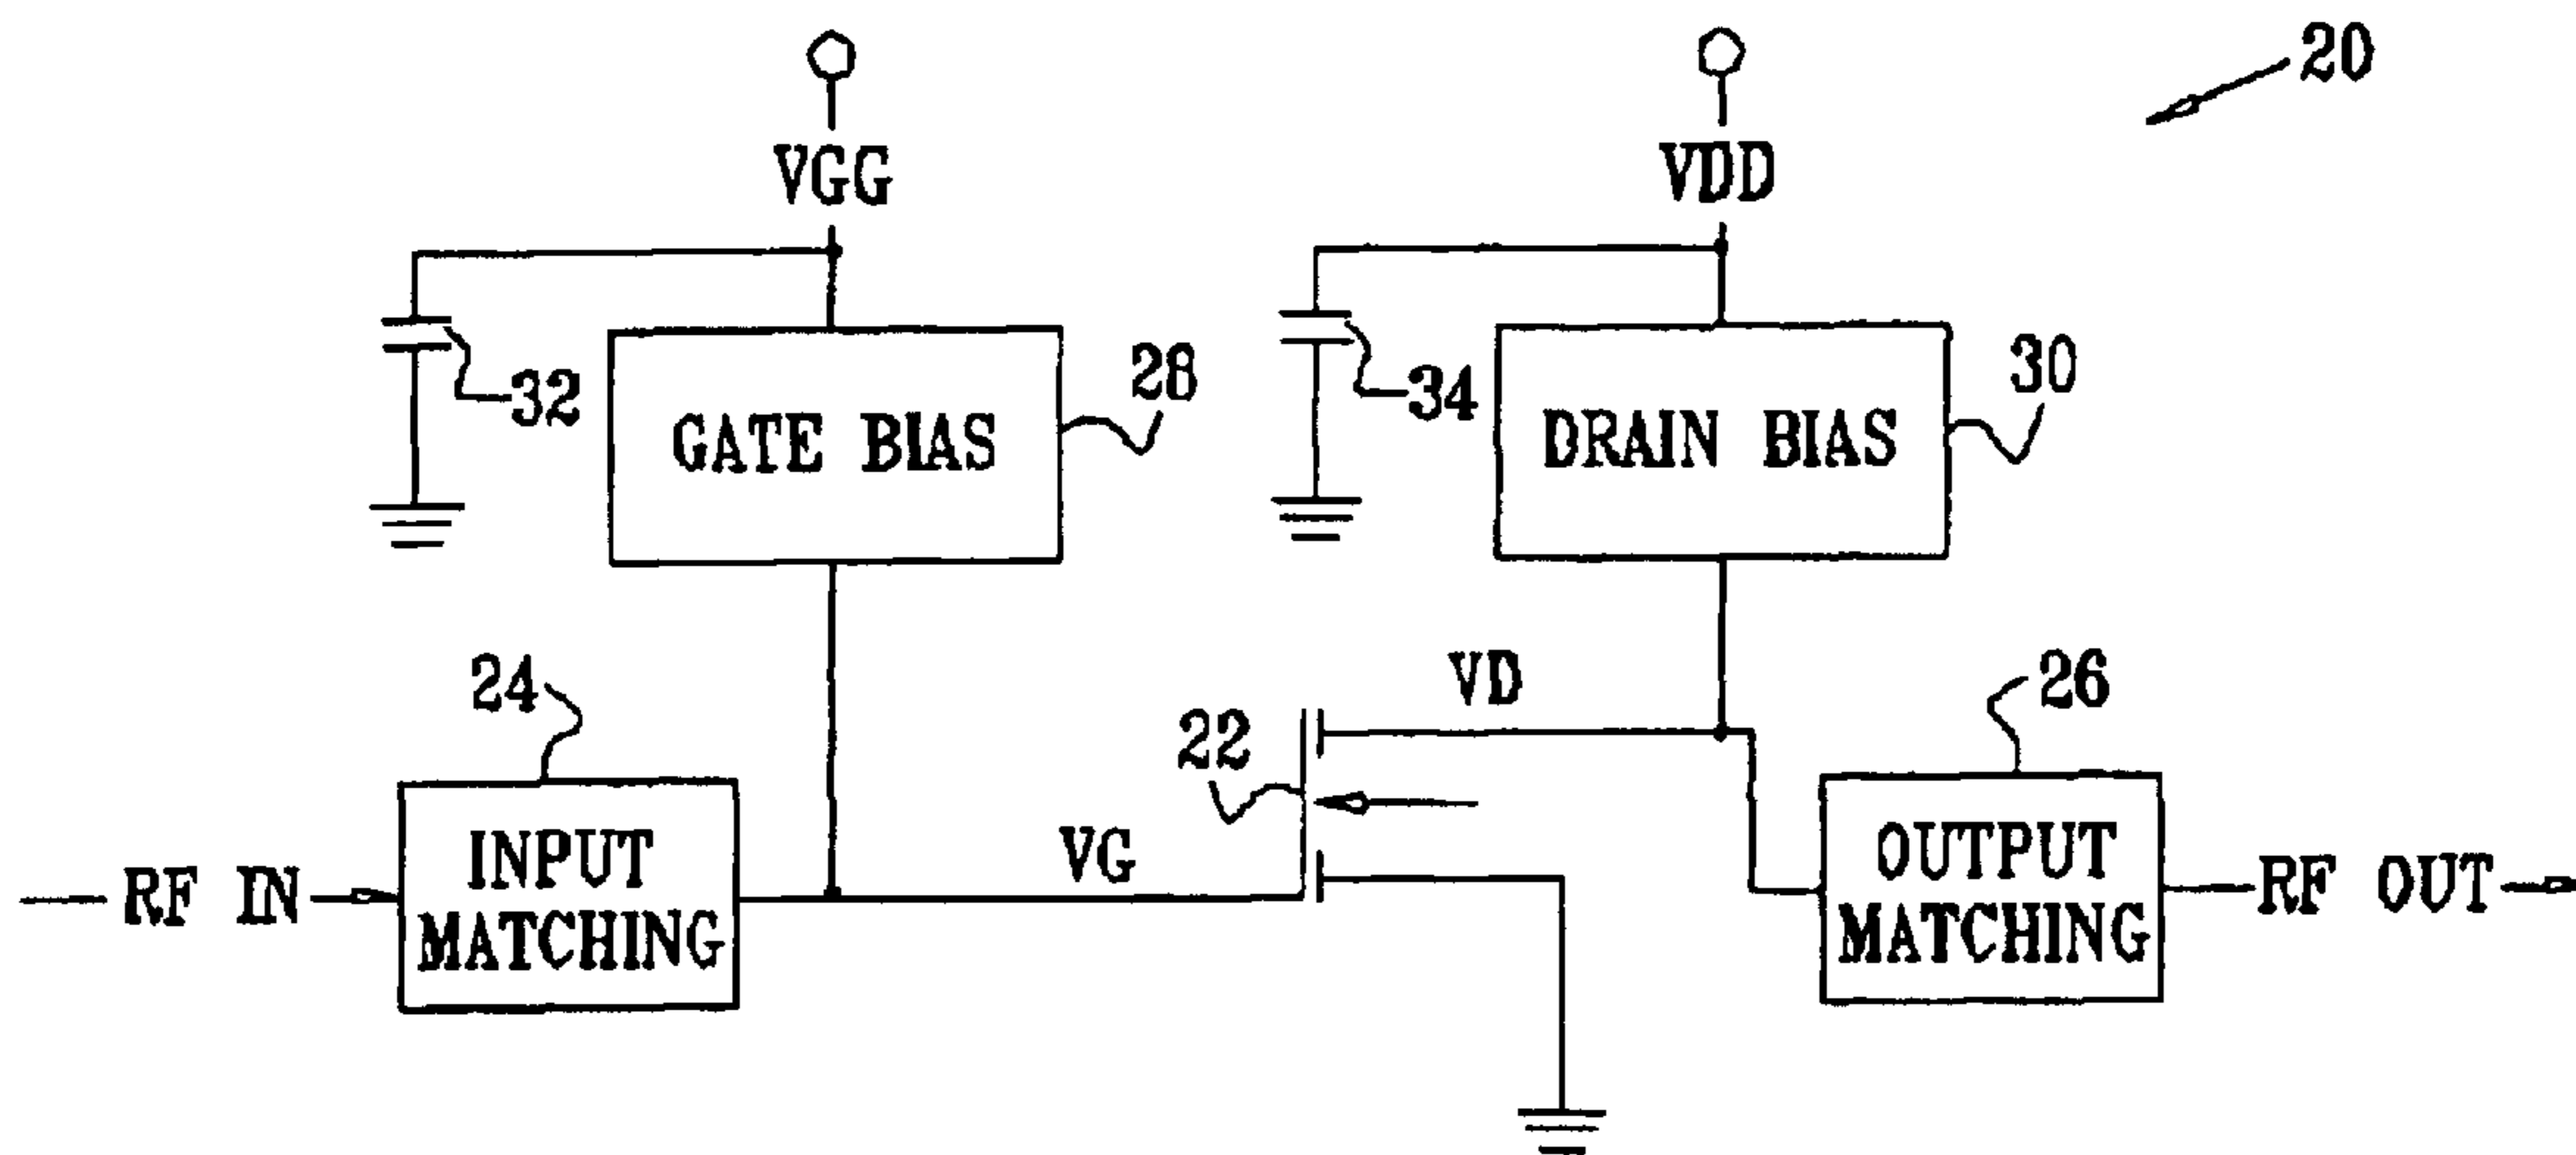 20
VGG
VDD
32
GATE BIAS
28
34
DRAIN BIAS
30
24
INPUT
MATCHING
RF IN
VG
22
VD
26
OUTPUT
MATCHING
RF OUT